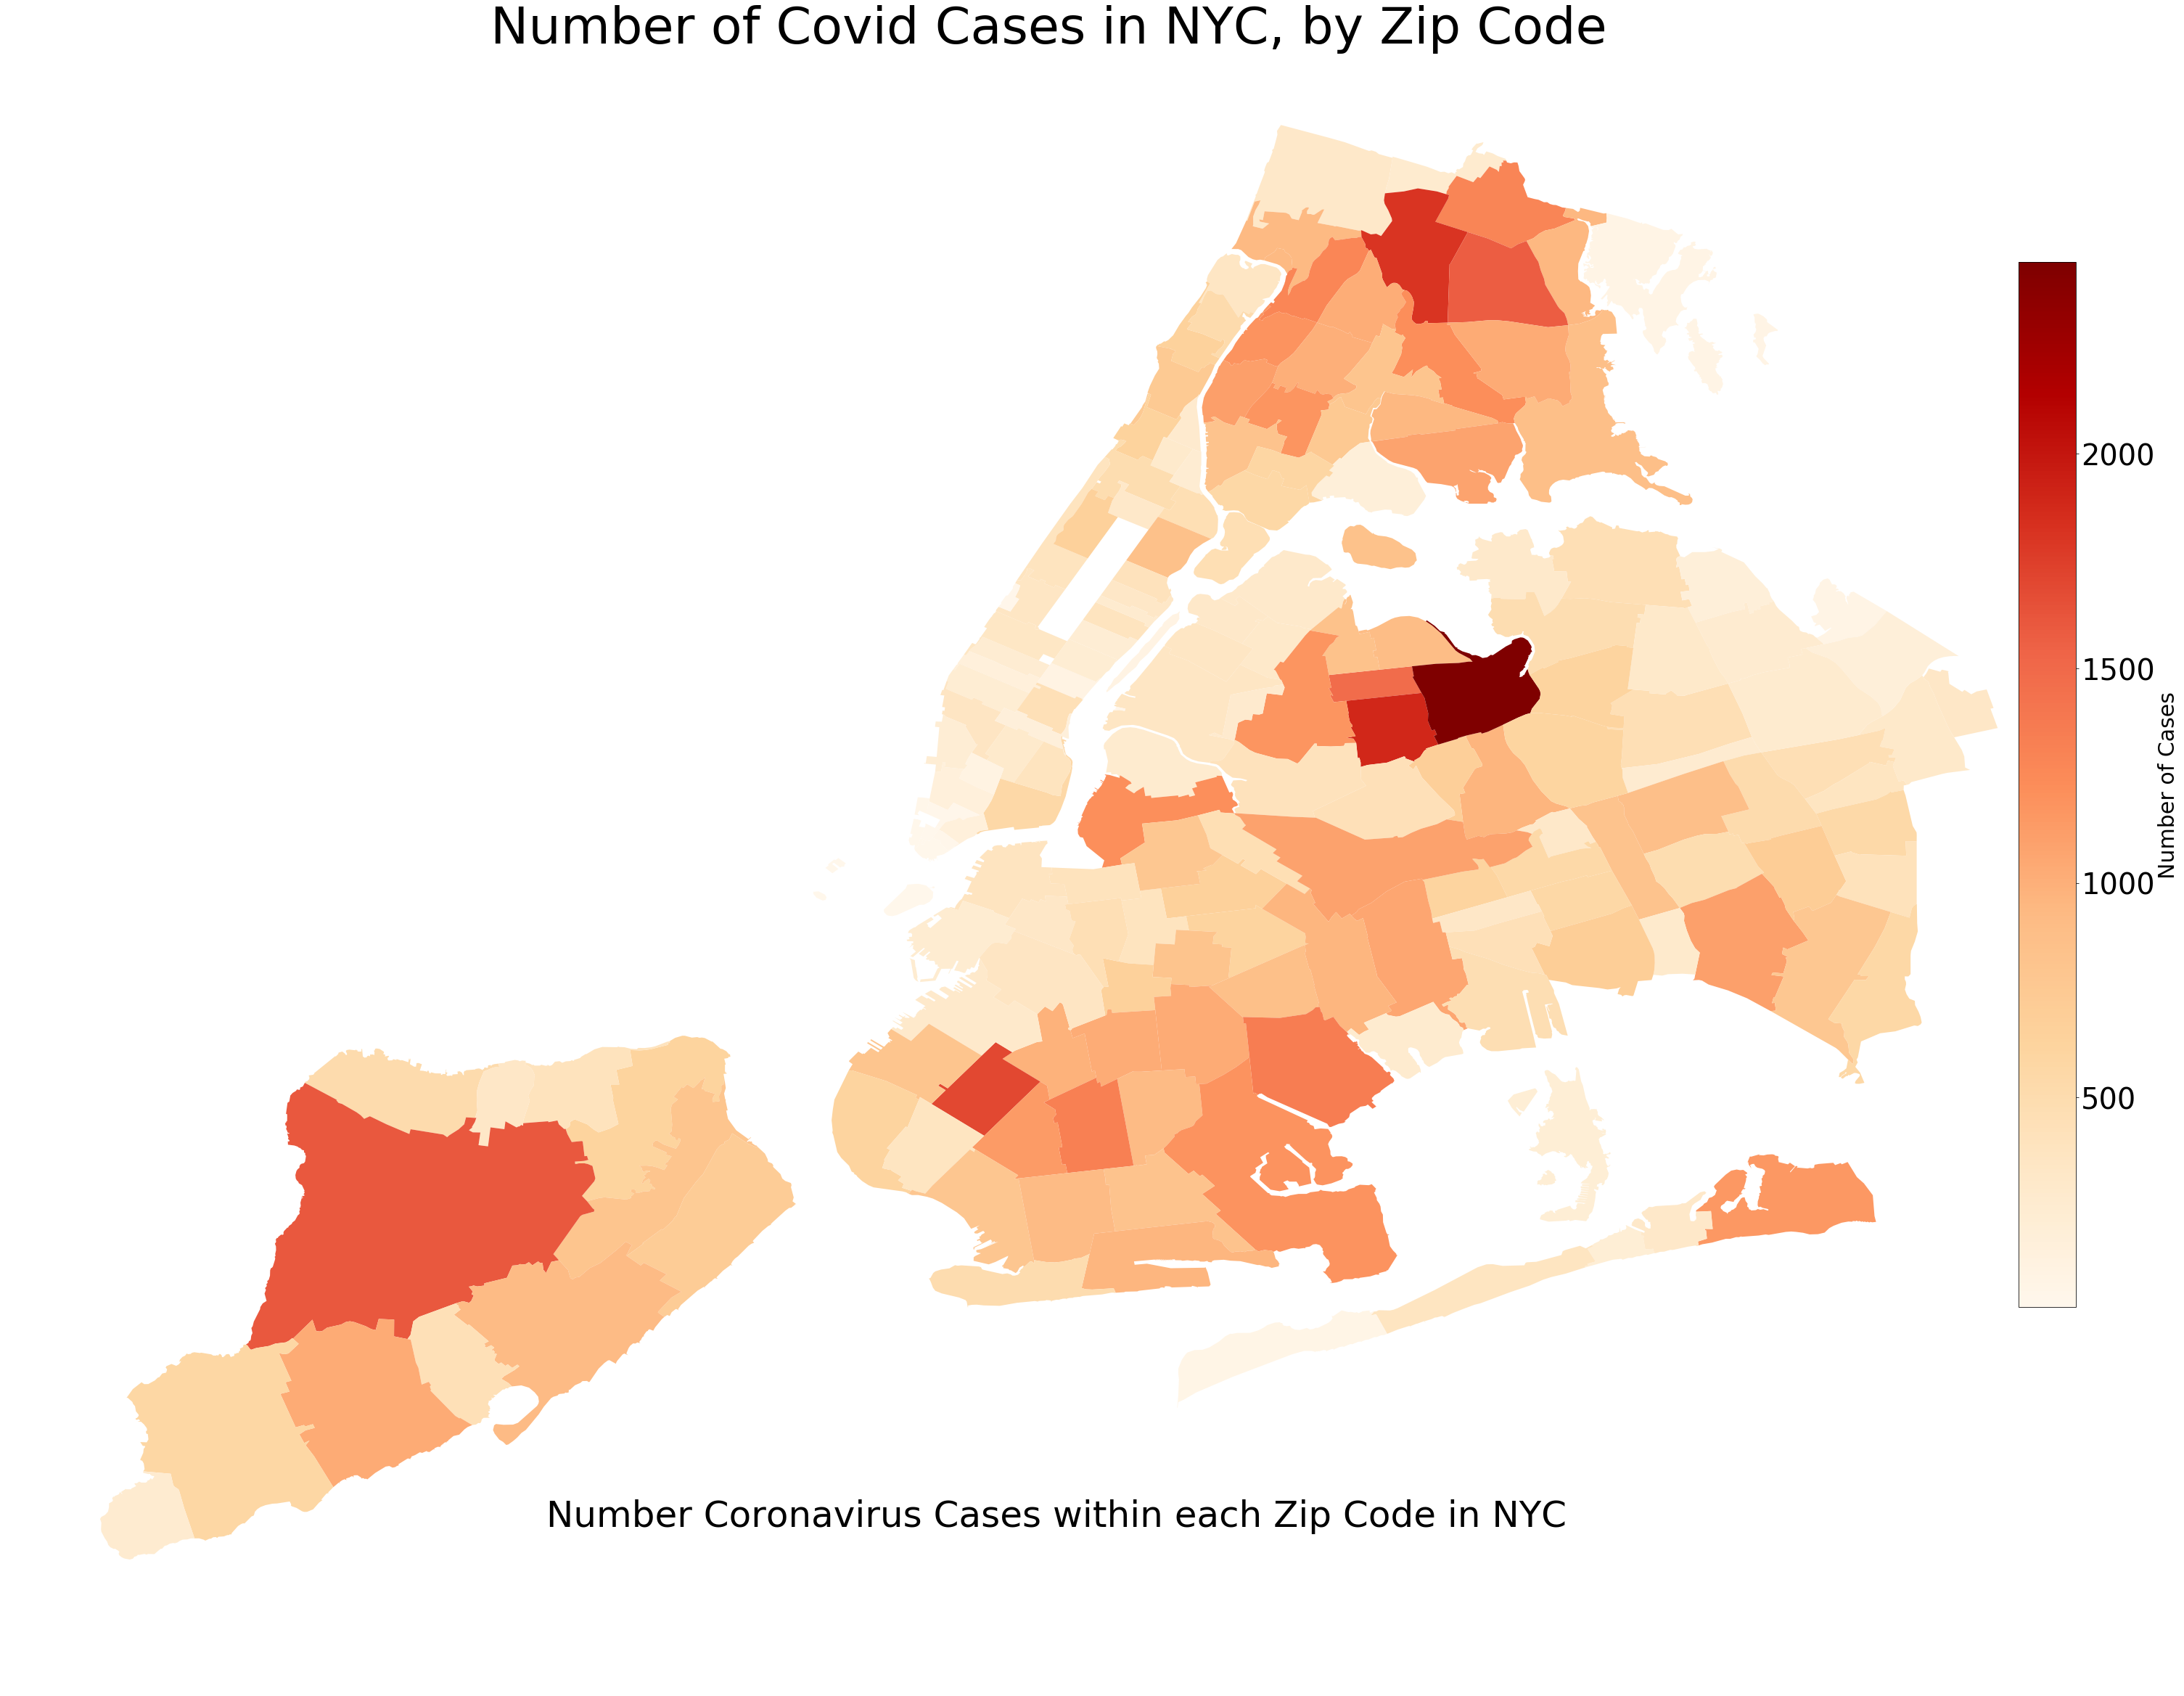 Number of Covid Cases in NYC, by Zip Code
2000
1500
1000
500
Number of Cases
Number Coronavirus Cases within each Zip Code in NYC